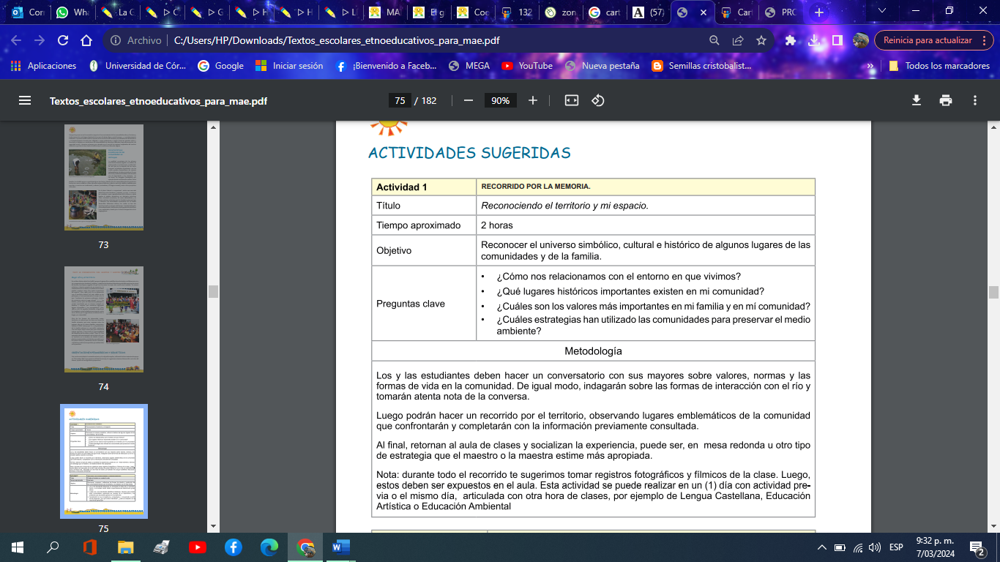 Con
Wha
La G
C
G
H
H
Li
MA
El g
Coc
132
zon
cart
(57)
Cart
PRC
Archivo C:/Users/HP/Downloads/Textos_escolares_etnoeducativos_para_mae.pdf
Reinicia para actualizar
Aplicaciones Universidad de Cór... Google Iniciar sesión ¡Bienvenido a Faceb... MEGA YouTube Nueva pestaña Semillas cristobalist... » Todos los marcadores
Textos_escolares_etnoeducativos_para_mae.pdf 75 / 182 90%
73
74
75
ACTIVIDADES SUGERIDAS
Actividad 1 RECORRIDO POR LA MEMORIA.
Título Reconociendo el territorio y mi espacio.
Tiempo aproximado 2 horas
Objetivo Reconocer el universo simbólico, cultural e histórico de algunos lugares de las
comunidades y de la familia.
Preguntas clave
• ¿Cómo nos relacionamos con el entorno en que vivimos?
• ¿Qué lugares históricos importantes existen en mi comunidad?
• ¿Cuáles son los valores más importantes en mi familia y en mi comunidad?
• ¿Cuáles estrategias han utilizado las comunidades para preservar el medio
ambiente?
Metodología
Los y las estudiantes deben hacer un conversatorio con sus mayores sobre valores, normas y las
formas de vida en la comunidad. De igual modo, indagarán sobre las formas de interacción con el río y
tomarán atenta nota de la conversa.
Luego podrán hacer un recorrido por el territorio, observando lugares emblemáticos de la comunidad
que confrontarán y completarán con la información previamente consultada.
Al final, retornan al aula de clases y socializan la experiencia, puede ser, en mesa redonda u otro tipo
de estrategia que el maestro o la maestra estime más apropiada.
Nota: durante todo el recorrido te sugerimos tomar registros fotográficos y fílmicos de la clase. Luego,
estos deben ser expuestos en el aula. Esta actividad se puede realizar en un (1) día con actividad pre-
via o el mismo día, articulada con otra hora de clases, por ejemplo de Lengua Castellana, Educación
Artística o Educación Ambiental
ESP
9:32 p. m.
7/03/2024
2